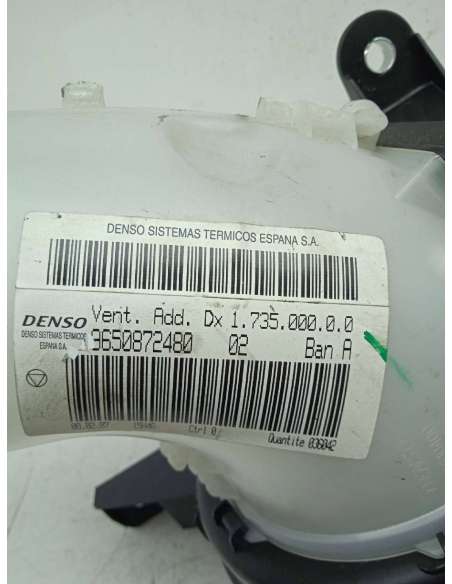 DENSO SISTEMAS TERMICOS ESPANA S.A.
DENSO Vent. Add. Dx 1.735.000.0.0
DENSO SISTEMAS TERMICOS
ESPANA S.A.
9650872480 02 Ban A
Ctrl 0/
Quantite 036042